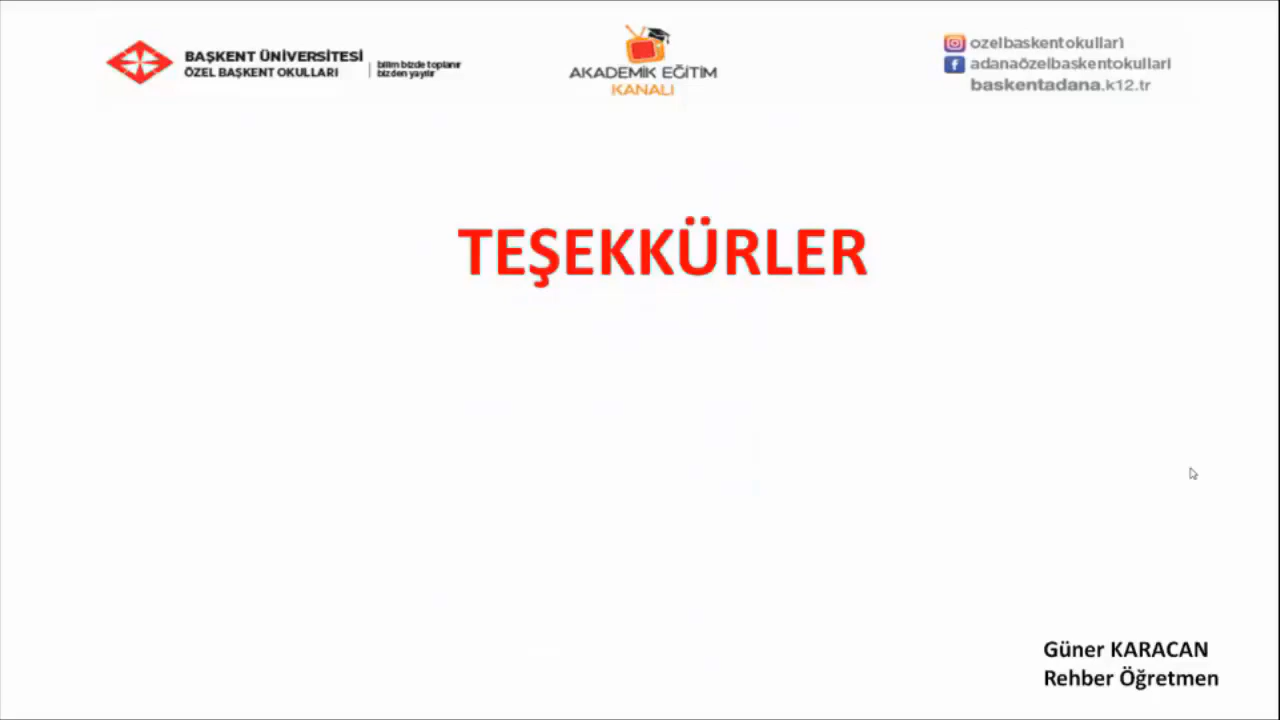 BAŞKENT ÜNİVERSİTESİ
ÖZEL BAŞKENT OKULLARI
bilim bizde toplanır
bizden yayılır
AKADEMİK EĞİTİM
KANALI
ozelbaskentokullari
adanaözelbaskentokullari
baskentadana.k12.tr
TEŞEKKÜRLER
Güner KARACAN
Rehber Öğretmen